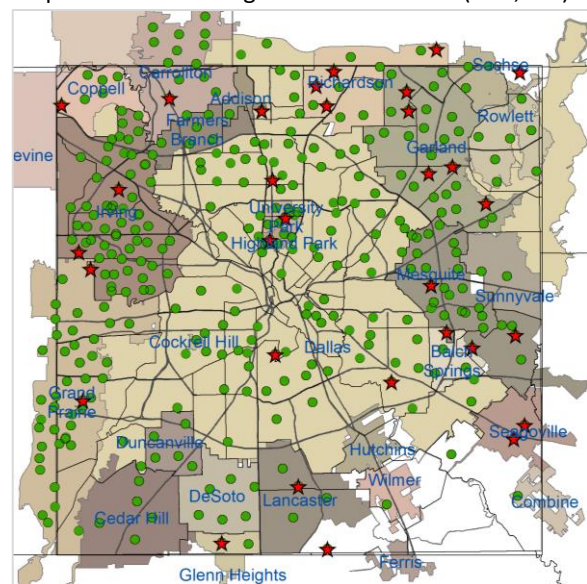 Carrollton
Richardson
Sachse
Coppell
Addison
Rowlett
Farmers
Branch
Garland
evine
Irving
University
Park
Highland Park
Mesquite
Sunnyvale
Cockrell Hill
Dallas
Balch
Springs
Grand
Prairie
Seagoville
Duncanville
Hutchins
DeSoto
Lancaster
Wilmer
Cedar Hill
Combine
Ferris
Glenn Heights